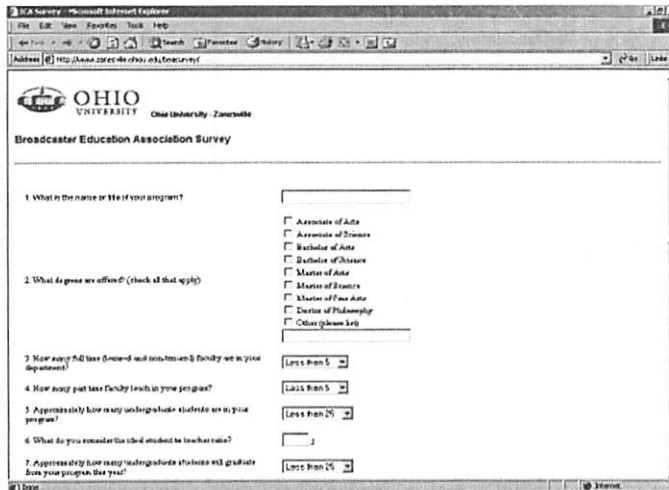 ICA Survey - Microsoft Internet Explorer
File Edit View Favorites Tools Help
Search Favorites History
Address http://www.zanesville.ohiou.edu/beasurvey/ Go Links
OHIO
UNIVERSITY Ohio University - Zanesville
Broadcaster Education Association Survey
1. What is the name or title of your program?
Associate of Arts
Associate of Science
Bachelor of Arts
Bachelor of Science
2. What degrees are offered? (check all that apply)
Master of Arts
Master of Science
Master of Fine Arts
Doctor of Philosophy
Other (please list)
3. How many full time (tenured and non-tenured) faculty are in your department? Less than 5
4. How many part time faculty teach in your program? Less than 5
5. Approximately how many undergraduate students are in your program? Less than 25
6. What do you consider the ideal student to teacher ratio?
7. Approximately how many undergraduate students will graduate from your program this year? Less than 25
Done Internet